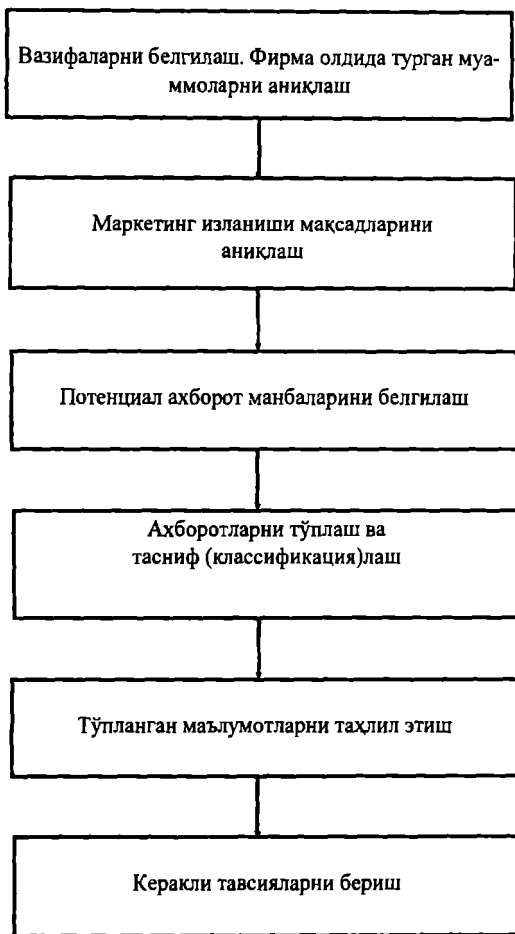 Вазифаларни белгилаш. Фирма олдида турган муа-
ммоларни аниқлаш
Маркетинг изланиши мақсадларини
аниқлаш
Потенциал ахборот манбаларини белгилаш
Ахборотларни тўплаш ва
тасниф (классификация)лаш
Тўпланган маълумотларни таҳлил этиш
Керакли тавсияларни бериш